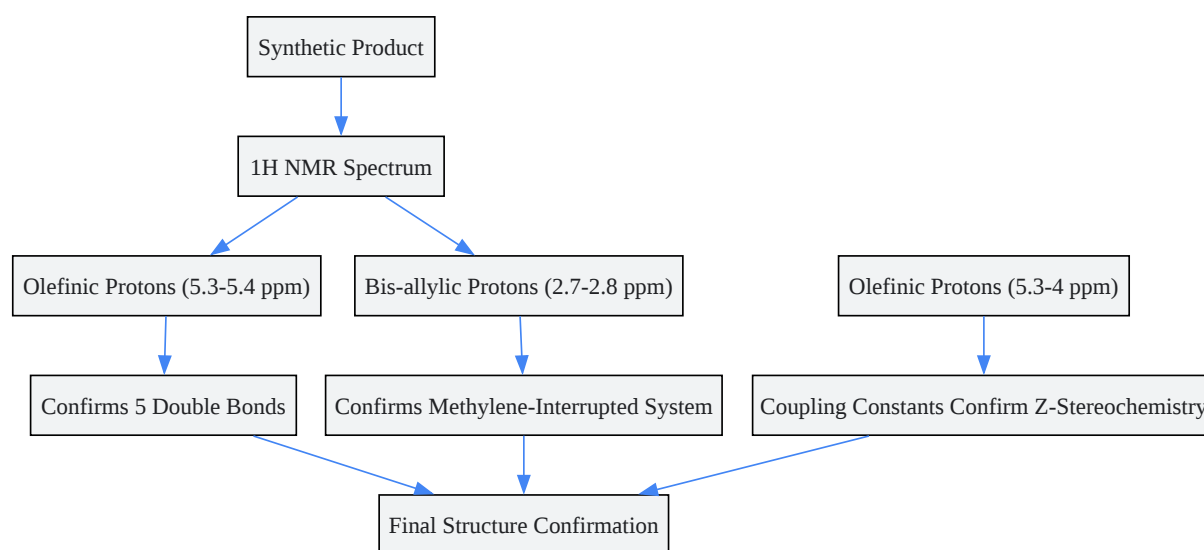 Synthetic Product
1H NMR Spectrum
Olefinic Protons (5.3-5.4 ppm)
Bis-allylic Protons (2.7-2.8 ppm)
Olefinic Protons (5.3-4 ppm)
Confirms 5 Double Bonds
Confirms Methylene-Interrupted System
Coupling Constants Confirm Z-Stereochemistry
Final Structure Confirmation